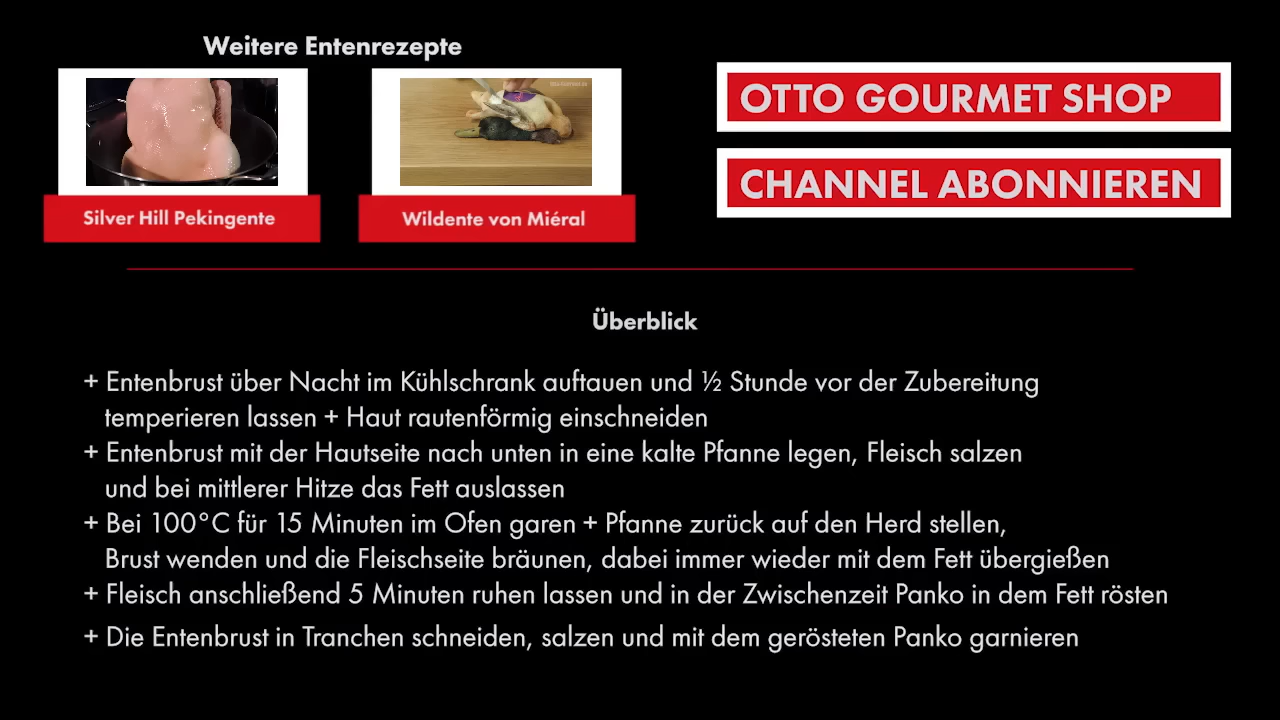 Weitere Entenrezepte
Silver Hill Pekingente
Wildente von Miéral
OTTO GOURMET SHOP
CHANNEL ABONNIEREN
Überblick
+ Entenbrust über Nacht im Kühlschrank auftauen und ½ Stunde vor der Zubereitung
temperieren lassen + Haut rautenförmig einschneiden
+ Entenbrust mit der Hautseite nach unten in eine kalte Pfanne legen, Fleisch salzen
und bei mittlerer Hitze das Fett auslassen
+ Bei 100°C für 15 Minuten im Ofen garen + Pfanne zurück auf den Herd stellen,
Brust wenden und die Fleischseite bräunen, dabei immer wieder mit dem Fett übergießen
+ Fleisch anschließend 5 Minuten ruhen lassen und in der Zwischenzeit Panko in dem Fett rösten
+ Die Entenbrust in Tranchen schneiden, salzen und mit dem gerösteten Panko garnieren